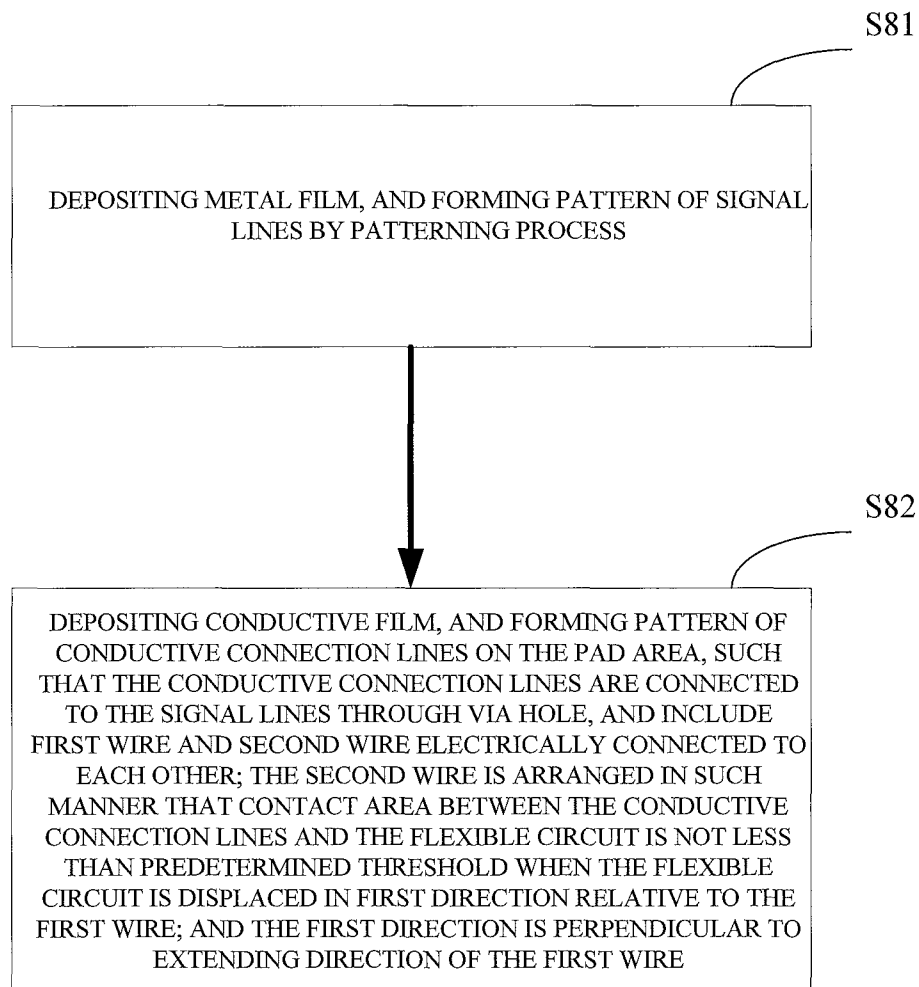 S81
DEPOSITING METAL FILM, AND FORMING PATTERN OF SIGNAL
LINES BY PATTERNING PROCESS
S82
DEPOSITING CONDUCTIVE FILM, AND FORMING PATTERN OF
CONDUCTIVE CONNECTION LINES ON THE PAD AREA, SUCH
THAT THE CONDUCTIVE CONNECTION LINES ARE CONNECTED
TO THE SIGNAL LINES THROUGH VIA HOLE, AND INCLUDE
FIRST WIRE AND SECOND WIRE ELECTRICALLY CONNECTED TO
EACH OTHER; THE SECOND WIRE IS ARRANGED IN SUCH
MANNER THAT CONTACT AREA BETWEEN THE CONDUCTIVE
CONNECTION LINES AND THE FLEXIBLE CIRCUIT IS NOT LESS
THAN PREDETERMINED THRESHOLD WHEN THE FLEXIBLE
CIRCUIT IS DISPLACED IN FIRST DIRECTION RELATIVE TO THE
FIRST WIRE; AND THE FIRST DIRECTION IS PERPENDICULAR TO
EXTENDING DIRECTION OF THE FIRST WIRE